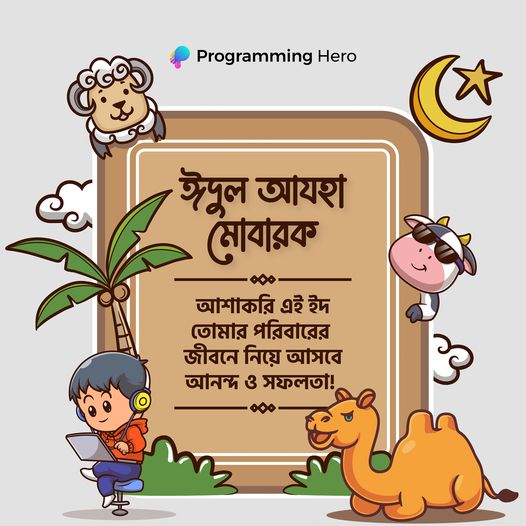 Programming Hero
ঈদুল আযহা
মোবারক
আশাকরি এই ইদ
তোমার পরিবারের
জীবনে নিয়ে আসবে
আনন্দ ও সফলতা!